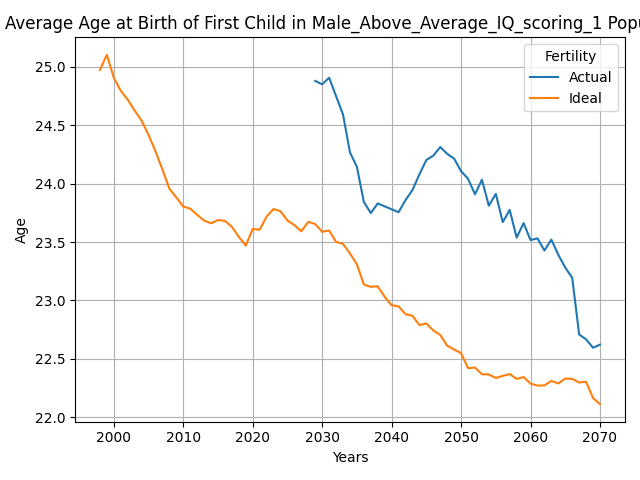 Average Age at Birth of First Child in Male_Above_Average_IQ_scoring_1 Popu
Fertility
Actual
Ideal
25.0
24.5
24.0
23.5
23.0
22.5
22.0
Age
2000 2010 2020 2030 2040 2050 2060 2070
Years